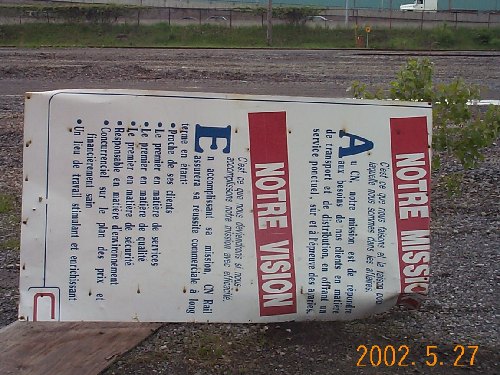 NOTRE MISSION
C'est ce que nous faisons et la raison pour
laquelle nous sommes dans les affaires.
Au CN, notre mission est de répondre
aux besoins de nos clients en matière
de transport et de distribution, en offrant un
service ponctuel, sûr et à l'épreuve des avaries.
NOTRE VISION
C'est ce que nous deviendrons si nous
accomplissons notre mission avec efficacité.
En accomplissant sa mission, CN Rail
assurera sa réussite commerciale à long
terme en étant:
• Proche de ses clients
• Le premier en matière de services
• Le premier en matière de qualité
• Le premier en matière de sécurité
• Responsable en matière d'environnement
• Concurrentiel sur le plan des prix et
financièrement sain
• Un lieu de travail stimulant et enrichissant
2002. 5. 27